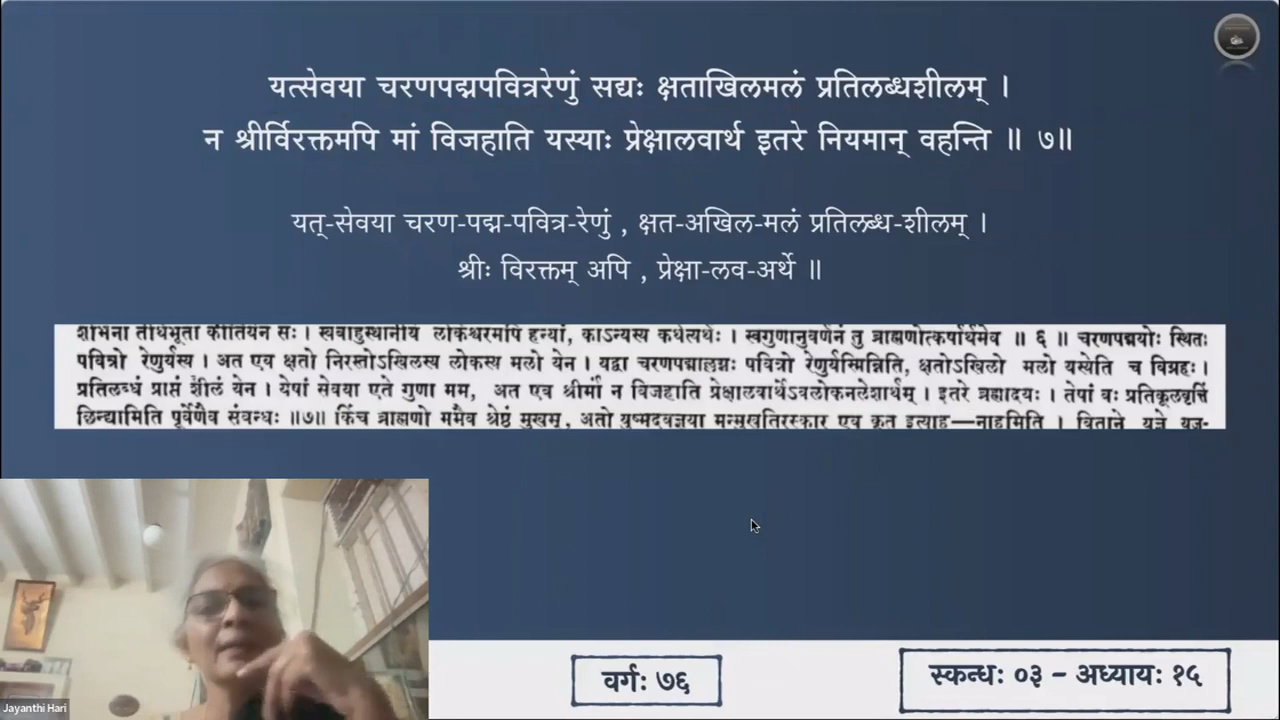 यत्सेवया चरणपद्मपवित्ररेणुं सद्यः क्षताखिलमलं प्रतिलब्धशीलम् ।
न श्रीर्विरक्तमपि मां विजहाति यस्याः प्रेक्षालवार्थ इतरे नियमान् वहन्ति ॥ ७॥
यत्-सेवया चरण-पद्म-पवित्र-रेणुं , क्षत-अखिल-मलं प्रतिलब्ध-शीलम् ।
श्रीः विरक्तम् अपि , प्रेक्षा-लव-अर्थे ॥
शोभना तीर्थभूता कीर्तियेन सः । स्वबाहुस्थानीयं लोकेश्वरमपि हन्यां, काऽन्यस्य कथेत्यर्थः । स्वगुणानुवर्णनं तु ब्राह्मणोत्कर्षार्थमेव ॥ ६ ॥ चरणपद्मयोः स्थितः
पवित्रो रेणुर्यस्य । अत एव क्षतो निरस्तोऽखिलस्य लोकस्य मलो येन । यद्वा चरणपद्मालग्नः पवित्रो रेणुर्यस्मिन्निति, क्षतोऽखिलो मलो यस्येति च विग्रहः ।
प्रतिलब्धं प्राप्तं शीलं येन । येषां सेवया एते गुणा मम, अत एव श्रीर्मां न विजहाति प्रेक्षालवार्थेऽवलोकनलेशार्थम् । इतरे ब्रह्मादयः । तेषां वः प्रतिकूलवृत्तिं
छिन्द्यामिति पूर्वेणैव संबन्धः ॥७॥ किंच ब्राह्मणो ममैव श्रेष्ठं मुखम्, अतो युष्मदवज्ञया मन्मुखतिरस्कार एव कृत इत्याह—नाहमिति । विताने यज्ञे यज-
Jayanthi Hari
वर्गः ७६
स्कन्धः ०३ – अध्यायः १५